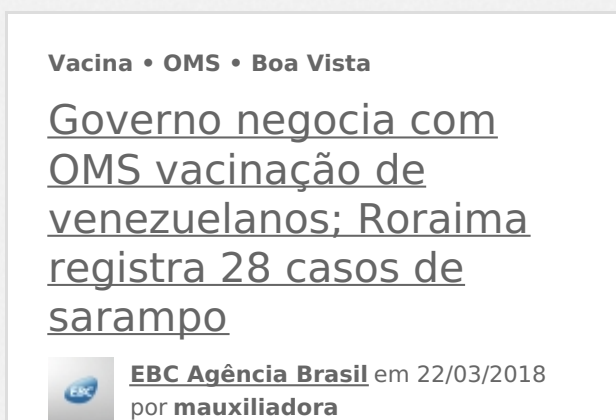 Vacina • OMS • Boa Vista
Governo negocia com
OMS vacinação de
venezuelanos; Roraima
registra 28 casos de
sarampo
EBC
EBC Agência Brasil em 22/03/2018
por mauxiliadora